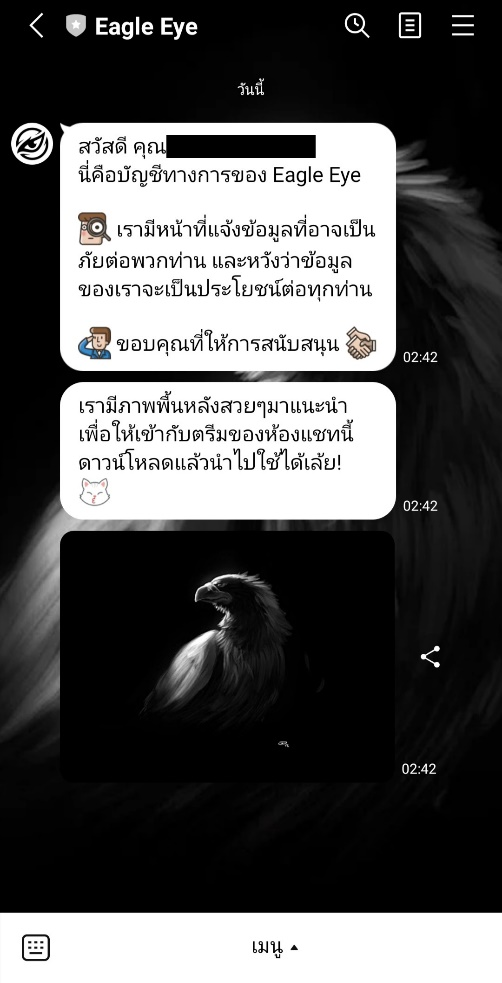 Eagle Eye
วันนี้
สวัสดี คุณ
นี่คือบัญชีทางการของ Eagle Eye
เรามีหน้าที่แจ้งข้อมูลที่อาจเป็น
ภัยต่อพวกท่าน และหวังว่าข้อมูล
ของเราจะเป็นประโยชน์ต่อทุกท่าน
ขอบคุณที่ให้การสนับสนุน
02:42
เรามีภาพพื้นหลังสวยๆมาแนะนำ
เพื่อให้เข้ากับตรีมของห้องแชทนี้
ดาวน์โหลดแล้วนำไปใช้ได้เล้ย!
02:42
02:42
เมนู